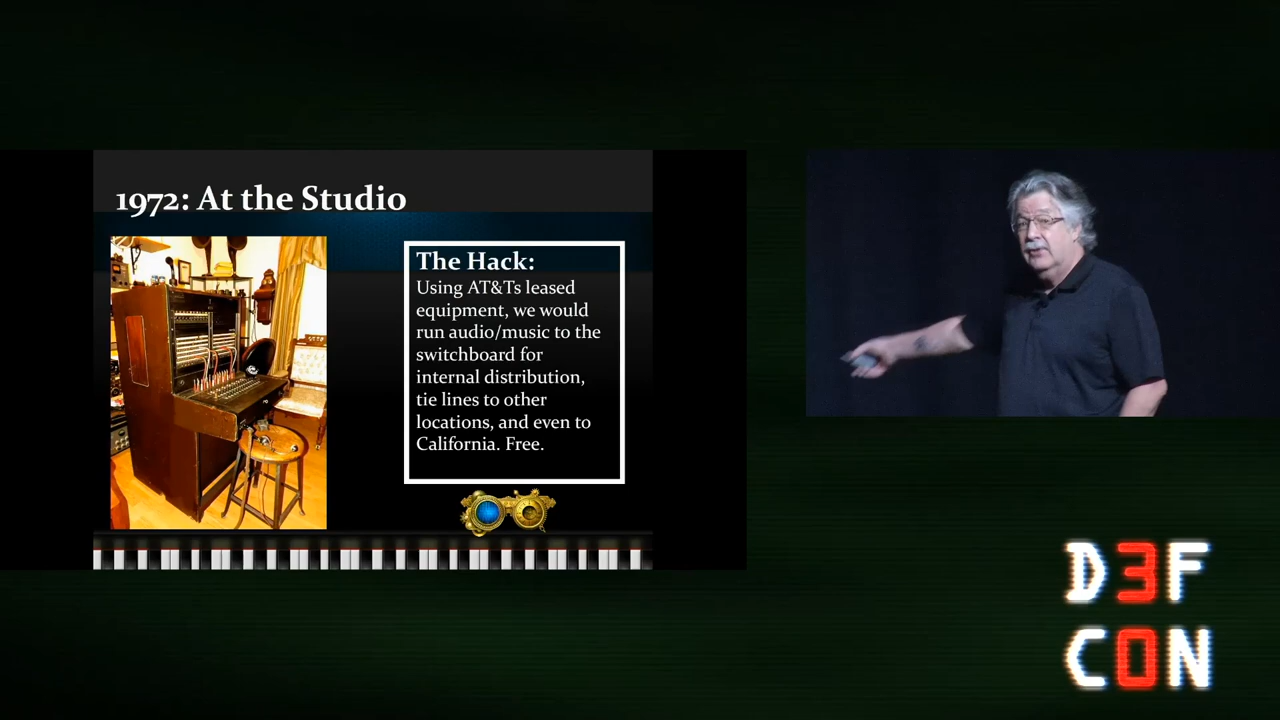 1972: At the Studio
The Hack:
Using AT&Ts leased
equipment, we would
run audio/music to the
switchboard for
internal distribution,
tie lines to other
locations, and even to
California. Free.
D3F
C0N